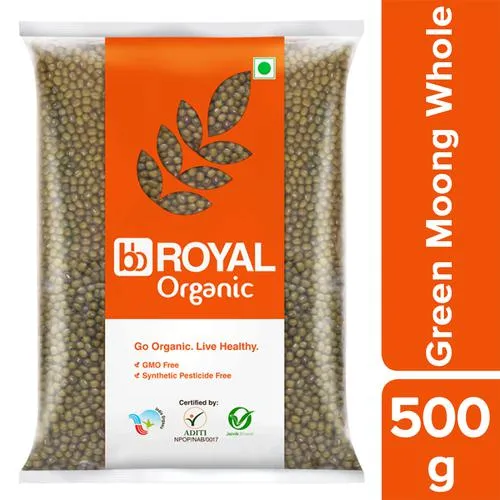 bb ROYAL
Organic
Go Organic. Live Healthy.
✓ GMO Free
✓ Synthetic Pesticide Free
Certified by:
ADITI
NPOP/NAB/0017
Jaivik Bharat
Green Moong Whole
500
g